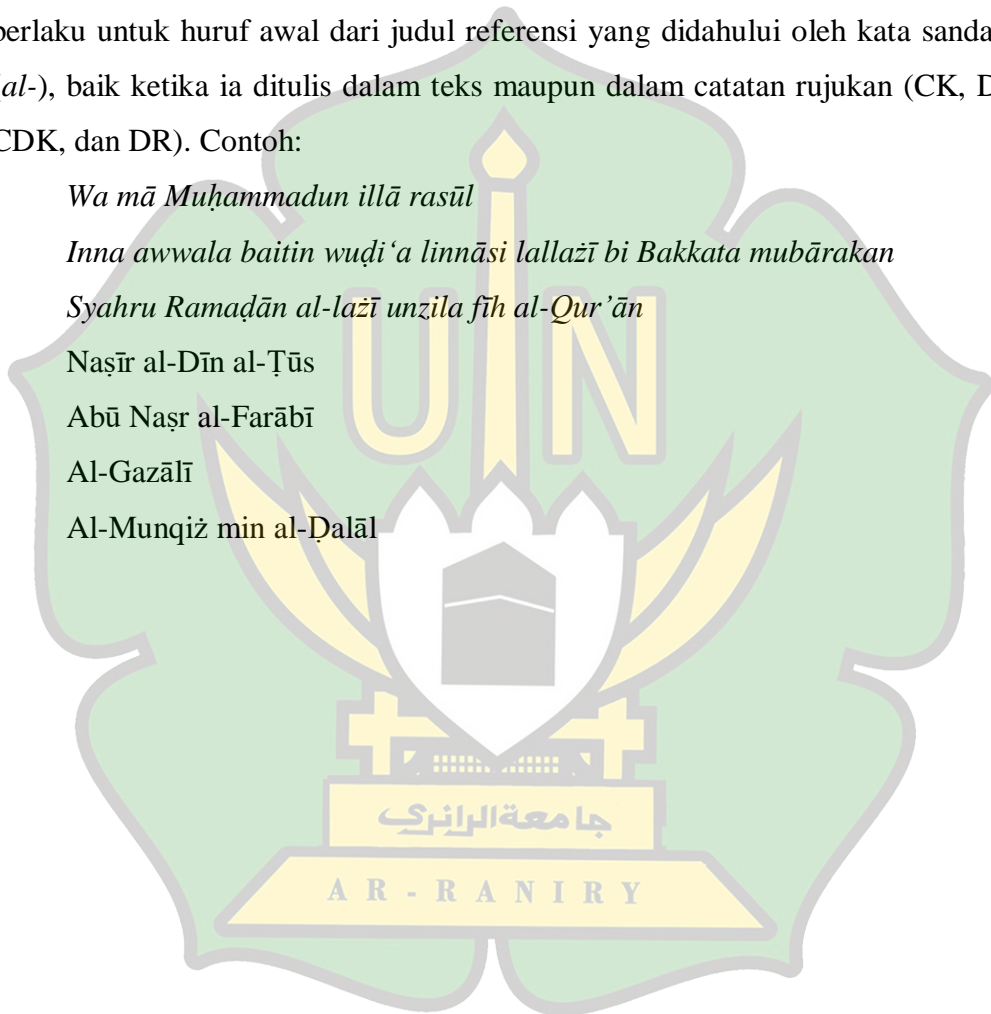 berlaku untuk huruf awal dari judul referensi yang didahului oleh kata sanda
al-), baik ketika ia ditulis dalam teks maupun dalam catatan rujukan (CK, D
CDK, dan DR). Contoh:
Wa mā Muḥammadun illā rasūl
Inna awwala baitin wuḍi‘a linnāsi lallażī bi Bakkata mubārakan
Syahru Ramaḍān al-lażī unzila fīh al-Qur’ān
Naṣīr al-Dīn al-Ṭūs
Abū Naṣr al-Farābī
Al-Gazālī
Al-Munqiż min al-Ḍalāl
UIN
جامعة الرانري
AR-RANIRY